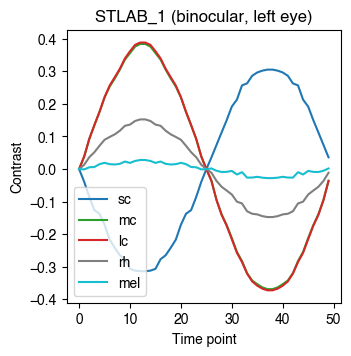 STLAB_1 (binocular, left eye)
Contrast
0.4
0.3
0.2
0.1
0.0
−0.1
−0.2
−0.3
−0.4
sc
mc
lc
rh
mel
0 10 20 30 40 50
Time point